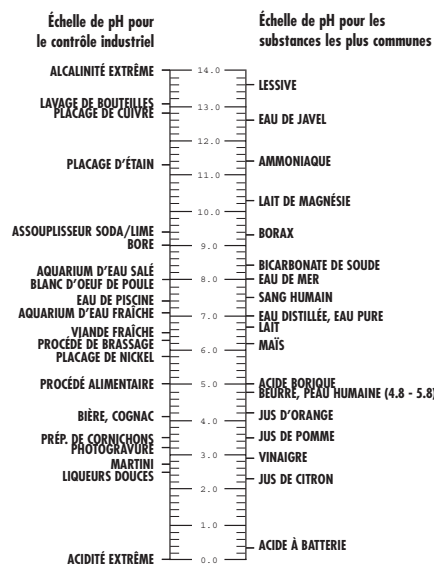 Échelle de pH pour
le contrôle industriel
Échelle de pH pour les
substances les plus communes
ALCALINITÉ EXTRÊME
LAVAGE DE BOUTEILLES
PLACAGE DE CUIVRE
PLACAGE D'ÉTAIN
ASSOUPLISSEUR SODA/LIME
BORE
AQUARIUM D'EAU SALÉ
BLANC D'OEUF DE POULE
EAU DE PISCINE
AQUARIUM D'EAU FRAÎCHE
VIANDE FRAÎCHE
PROCÉDE DE BRASSAGE
PLACAGE DE NICKEL
PROCÉDÉ ALIMENTAIRE
BIÈRE, COGNAC
PRÉP. DE CORNICHONS
PHOTOGRAVURE
MARTINI
LIQUEURS DOUCES
ACIDITÉ EXTRÊME
14.0
13.0
12.0
11.0
10.0
9.0
8.0
7.0
6.0
5.0
4.0
3.0
2.0
1.0
0.0
LESSIVE
EAU DE JAVEL
AMMONIAQUE
LAIT DE MAGNÉSIE
BORAX
BICARBONATE DE SOUDE
EAU DE MER
SANG HUMAIN
EAU DISTILLÉE, EAU PURE
LAIT
MAÏS
ACIDE BORIQUE
BEURRE, PEAU HUMAINE (4.8 - 5.8)
JUS D'ORANGE
JUS DE POMME
VINAIGRE
JUS DE CITRON
ACIDE À BATTERIE